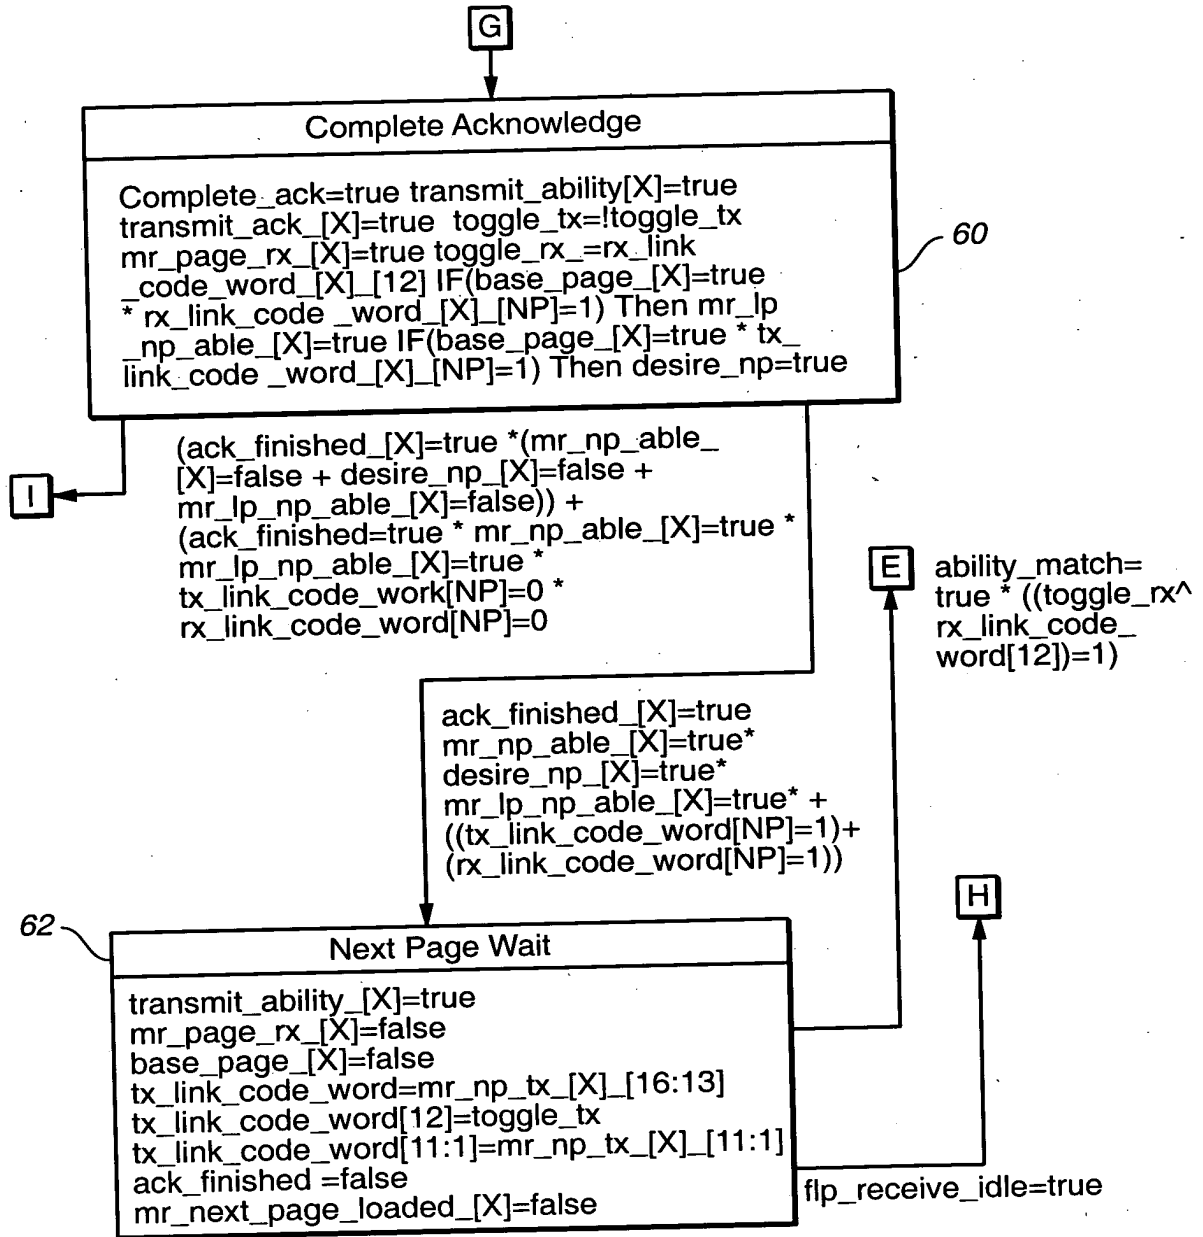 G
Complete Acknowledge
Complete_ack=true transmit_ability[X]=true
transmit_ack_[X]=true toggle_tx=!toggle_tx
mr_page_rx_[X]=true toggle_rx_=rx_link
_code_word_[X]_[12] IF(base_page_[X]=true
* rx_link_code _word_[X]_[NP]=1) Then mr_lp
_np_able_[X]=true IF(base_page_[X]=true * tx_
link_code _word_[X]_[NP]=1) Then desire_np=true
60
(ack_finished_[X]=true *(mr_np_able_
[X]=false + desire_np_[X]=false +
mr_lp_np_able_[X]=false)) +
(ack_finished=true * mr_np_able_[X]=true *
mr_lp_np_able_[X]=true *
tx_link_code_work[NP]=0 *
rx_link_code_word[NP]=0
I
E
ability_match=
true * ((toggle_rx^
rx_link_code_
word[12])=1)
ack_finished_[X]=true
mr_np_able_[X]=true*
desire_np_[X]=true*
mr_lp_np_able_[X]=true* +
((tx_link_code_word[NP]=1)+
(rx_link_code_word[NP]=1))
H
62
Next Page Wait
transmit_ability_[X]=true
mr_page_rx_[X]=false
base_page_[X]=false
tx_link_code_word=mr_np_tx_[X]_[16:13]
tx_link_code_word[12]=toggle_tx
tx_link_code_word[11:1]=mr_np_tx_[X]_[11:1]
ack_finished =false
mr_next_page_loaded_[X]=false
flp_receive_idle=true